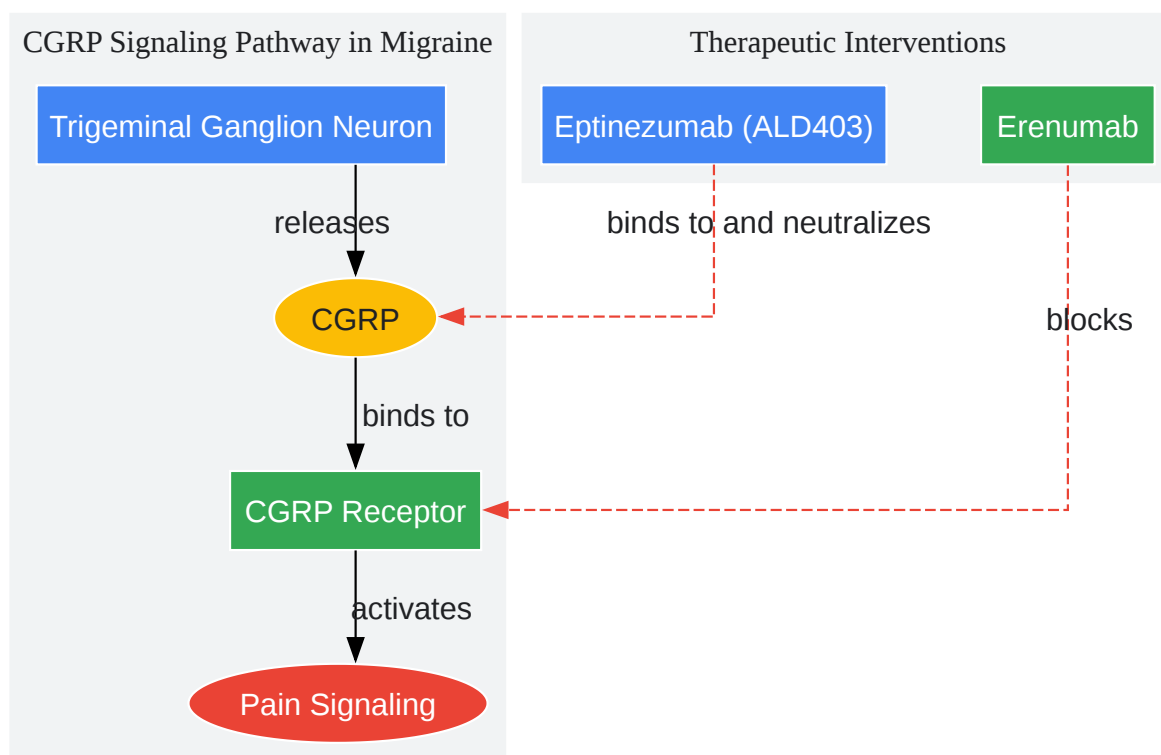 CGRP Signaling Pathway in Migraine
Trigeminal Ganglion Neuron
releases
CGRP
binds to
CGRP Receptor
activates
Pain Signaling
Therapeutic Interventions
Eptinezumab (ALD403)
Erenumab
binds to and neutralizes
blocks